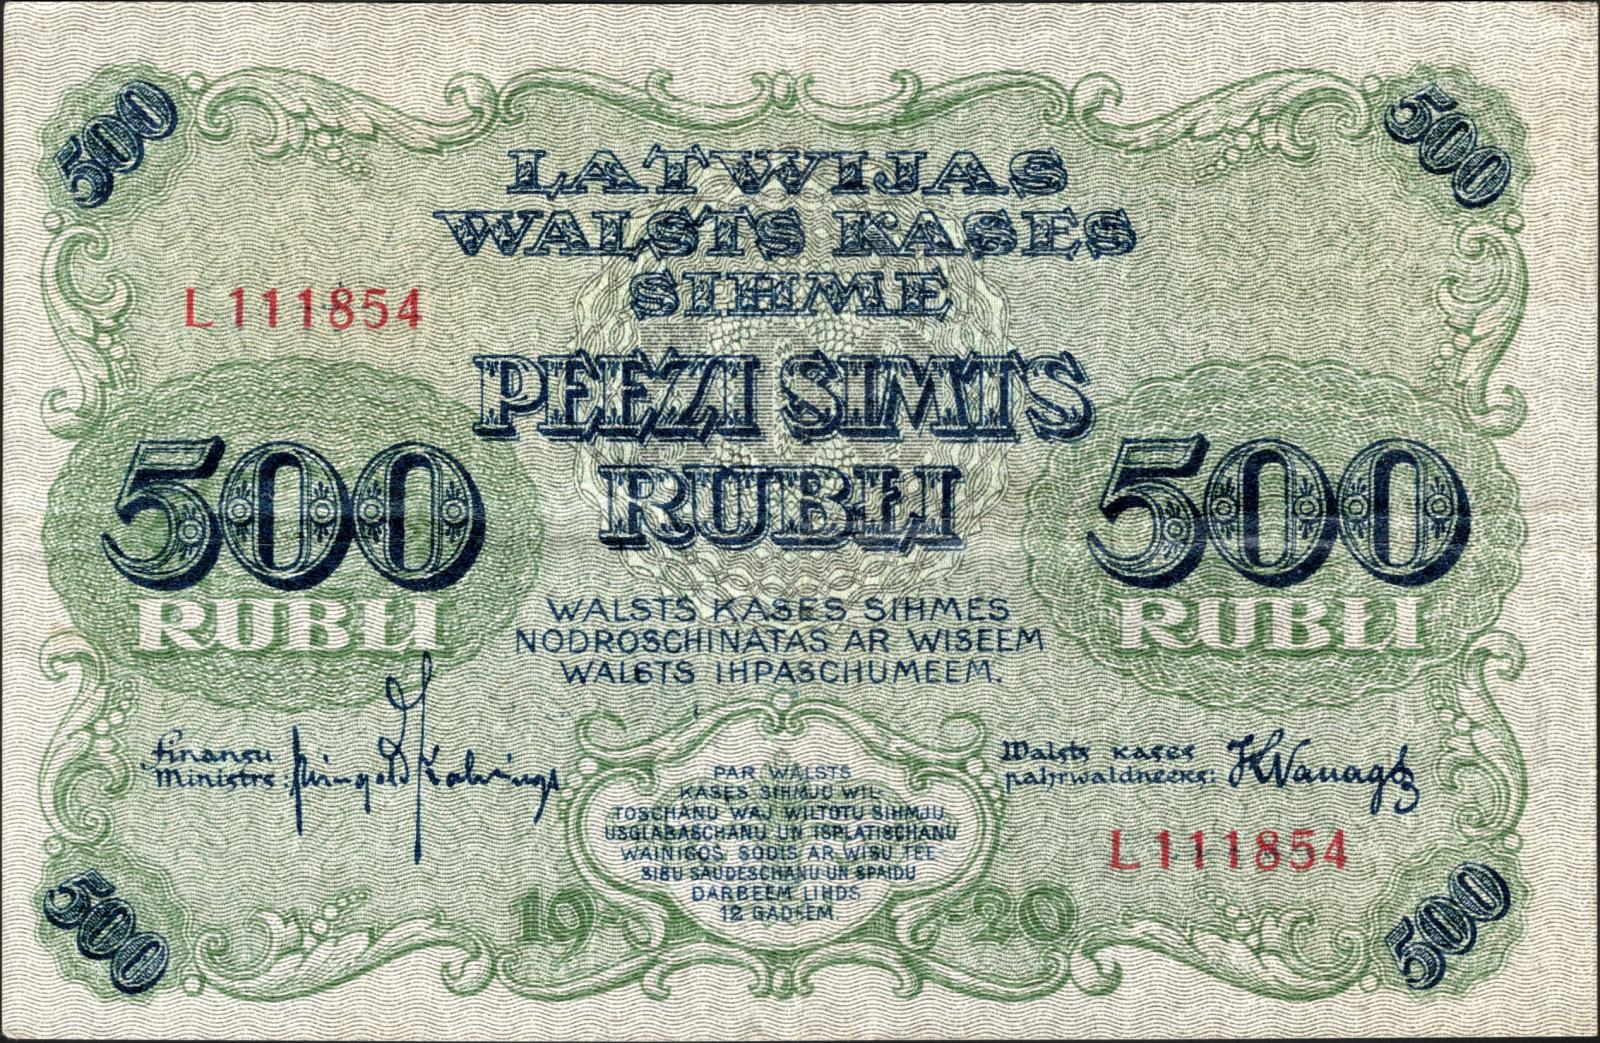 500
500
LATWIJAS
WALSTS KASES
SIHME
L111854
PEEZI SIMTS
RUBLI
500
RUBLI
500
RUBLI
WALSTS KASES SIHMES
NODROSCHINATAS AR WISEEM
WALSTS IHPASCHUMEEM.
Finansu
Ministrs:
Walsts kases
pahrwaldneeks:
PAR WALSTS
KASES SIHMJU WIL-
TOSCHANU WAJ WILTOTU SIHMJU
USGLABASCHANU UN ISPLATISCHANU
WAINIGOS SODIS AR WISU TEE-
SIBU SAUDESCHANU UN SPAIDU
DARBEEM LIHDS
12 GADEEM.
L111854
19 20
500
500